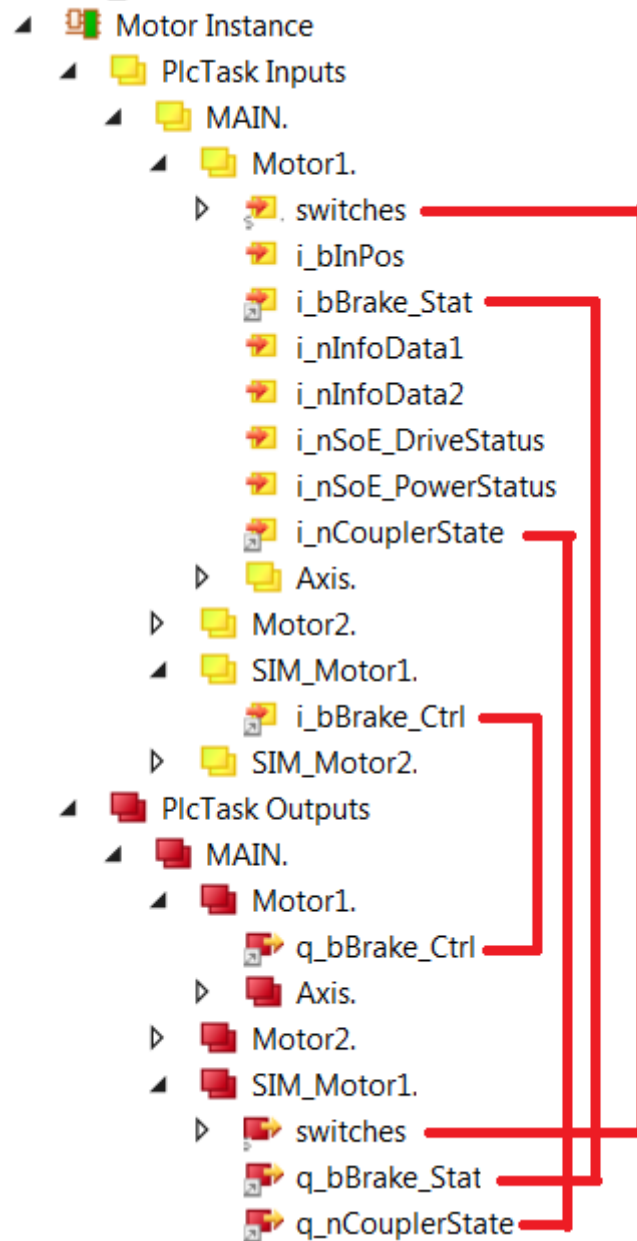 Motor Instance
PlcTask Inputs
MAIN.
Motor1.
switches
i_bInPos
i_bBrake_Stat
i_nInfoData1
i_nInfoData2
i_nSoE_DriveStatus
i_nSoE_PowerStatus
i_nCouplerState
Axis.
Motor2.
SIM_Motor1.
i_bBrake_Ctrl
SIM_Motor2.
PlcTask Outputs
MAIN.
Motor1.
q_bBrake_Ctrl
Axis.
Motor2.
SIM_Motor1.
switches
q_bBrake_Stat
q_nCouplerState